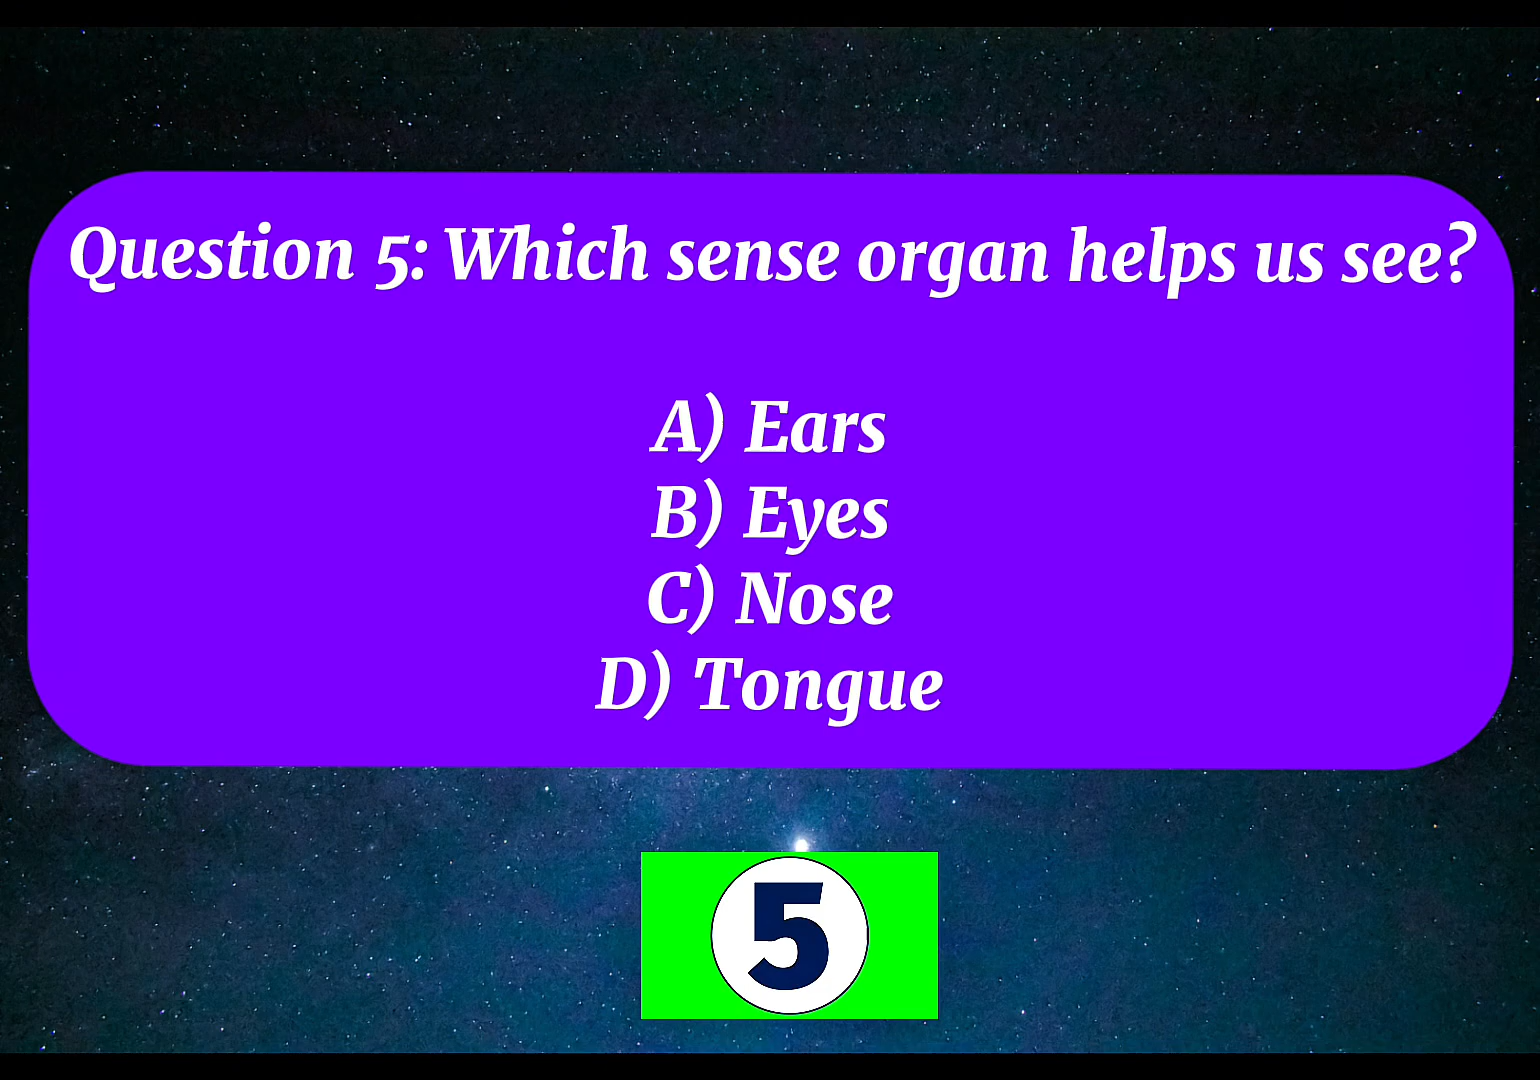 Question 5: Which sense organ helps us see?
A) Ears
B) Eyes
C) Nose
D) Tongue
5